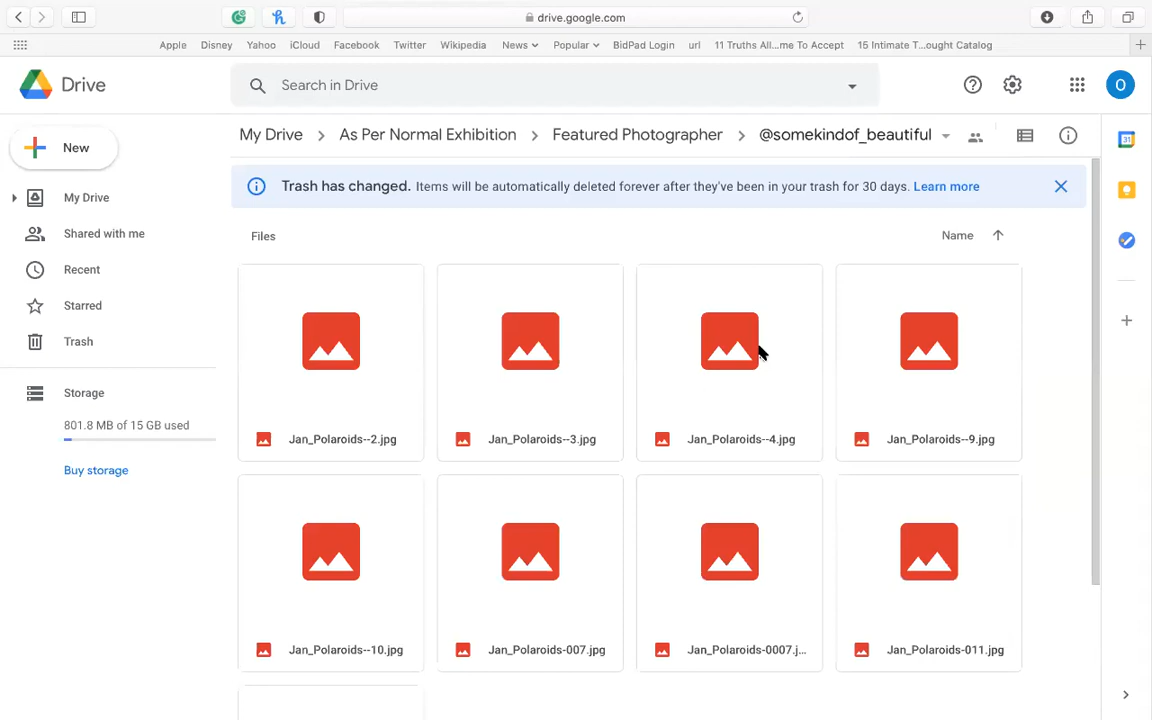 drive.google.com
Apple Disney Yahoo iCloud Facebook Twitter Wikipedia News Popular BidPad Login url 11 Truths All...me To Accept 15 Intimate T...ought Catalog
Drive
Search in Drive
O
New
My Drive > As Per Normal Exhibition > Featured Photographer > @somekindof_beautiful
31
My Drive
Shared with me
Recent
Starred
Trash
Storage
801.8 MB of 15 GB used
Buy storage
Trash has changed. Items will be automatically deleted forever after they've been in your trash for 30 days. Learn more
Files
Name
Jan_Polaroids--2.jpg
Jan_Polaroids--3.jpg
Jan_Polaroids--4.jpg
Jan_Polaroids--9.jpg
Jan_Polaroids--10.jpg
Jan_Polaroids-007.jpg
Jan_Polaroids-0007.j...
Jan_Polaroids-011.jpg